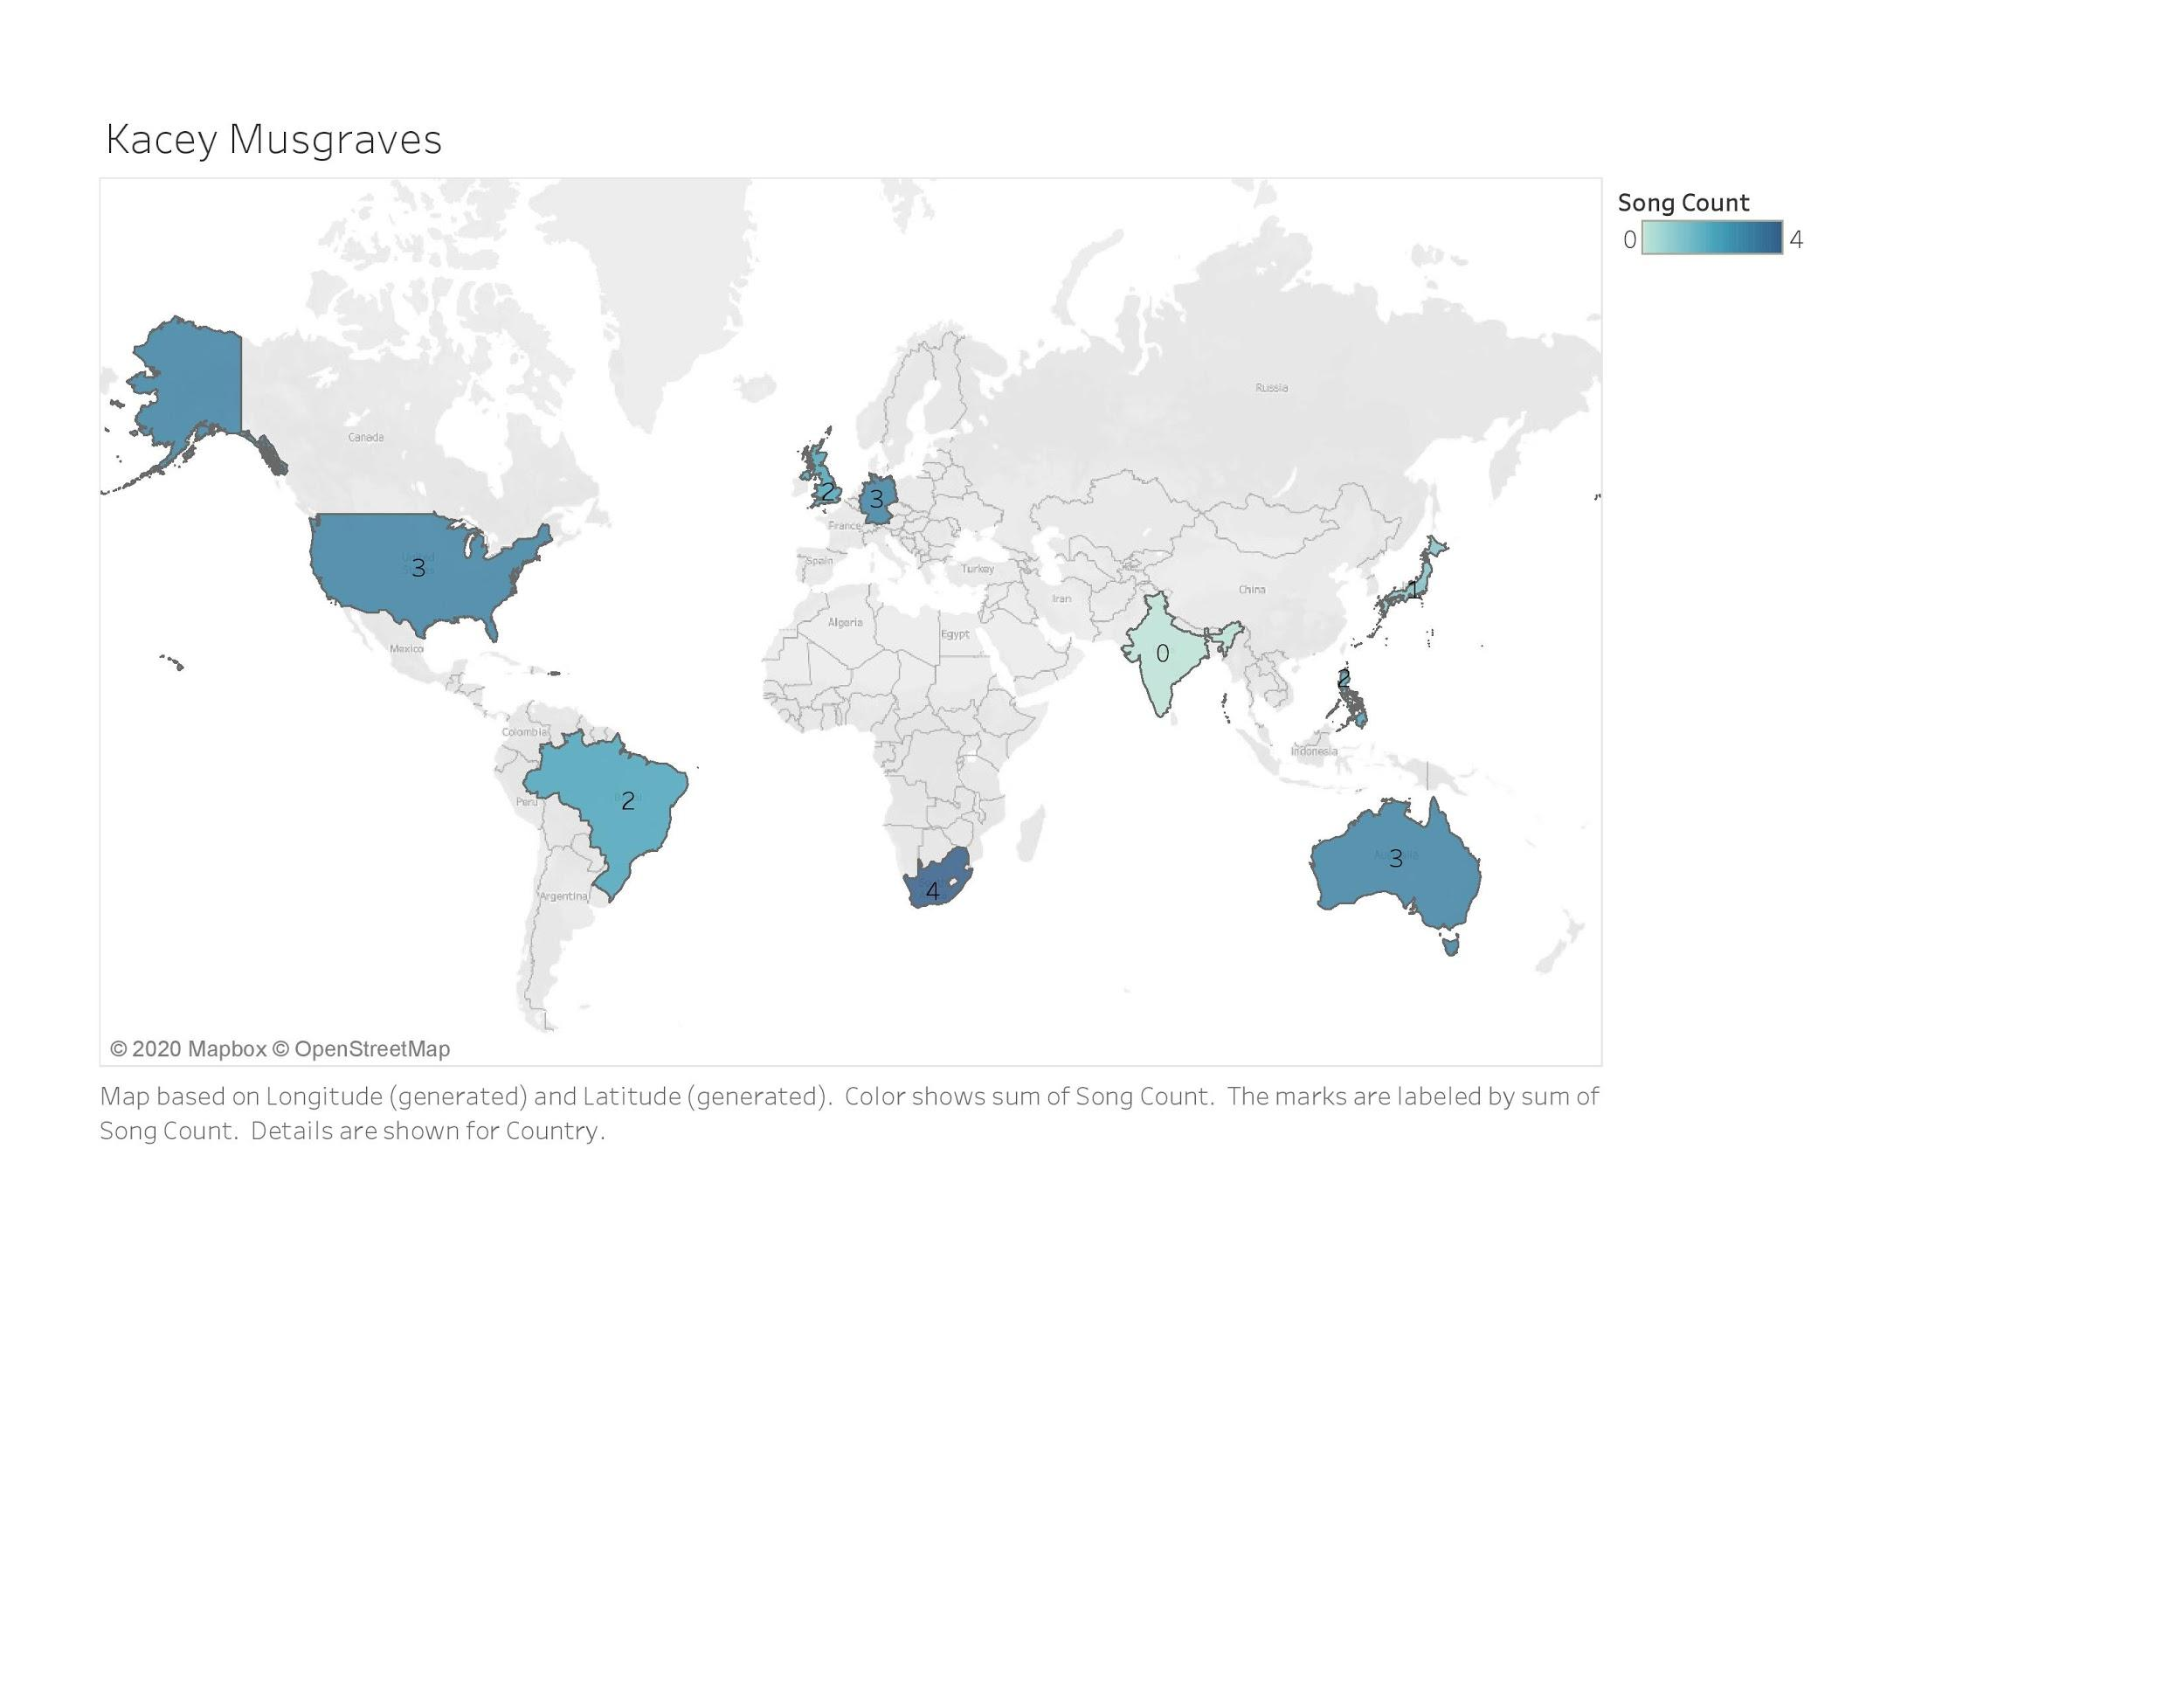 Kacey Musgraves
Song Count
0 4
Russia
Canada
2
3
France
3
Spain
Turkey
China
1
Iran
Algeria
Egypt
Mexico
0
2
Colombia
Indonesia
Peru
2
3
4
Argentina
© 2020 Mapbox © OpenStreetMap
Map based on Longitude (generated) and Latitude (generated). Color shows sum of Song Count. The marks are labeled by sum of
Song Count. Details are shown for Country.